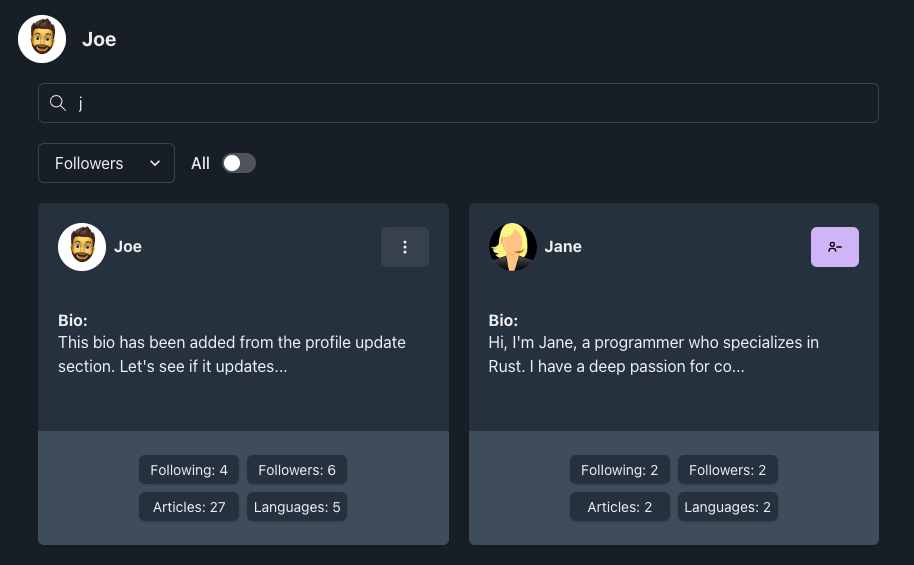 Joe
j
Followers All
Joe
Bio:
This bio has been added from the profile update
section. Let's see if it updates...
Following: 4 Followers: 6
Articles: 27 Languages: 5
Jane
Bio:
Hi, I'm Jane, a programmer who specializes in
Rust. I have a deep passion for co...
Following: 2 Followers: 2
Articles: 2 Languages: 2